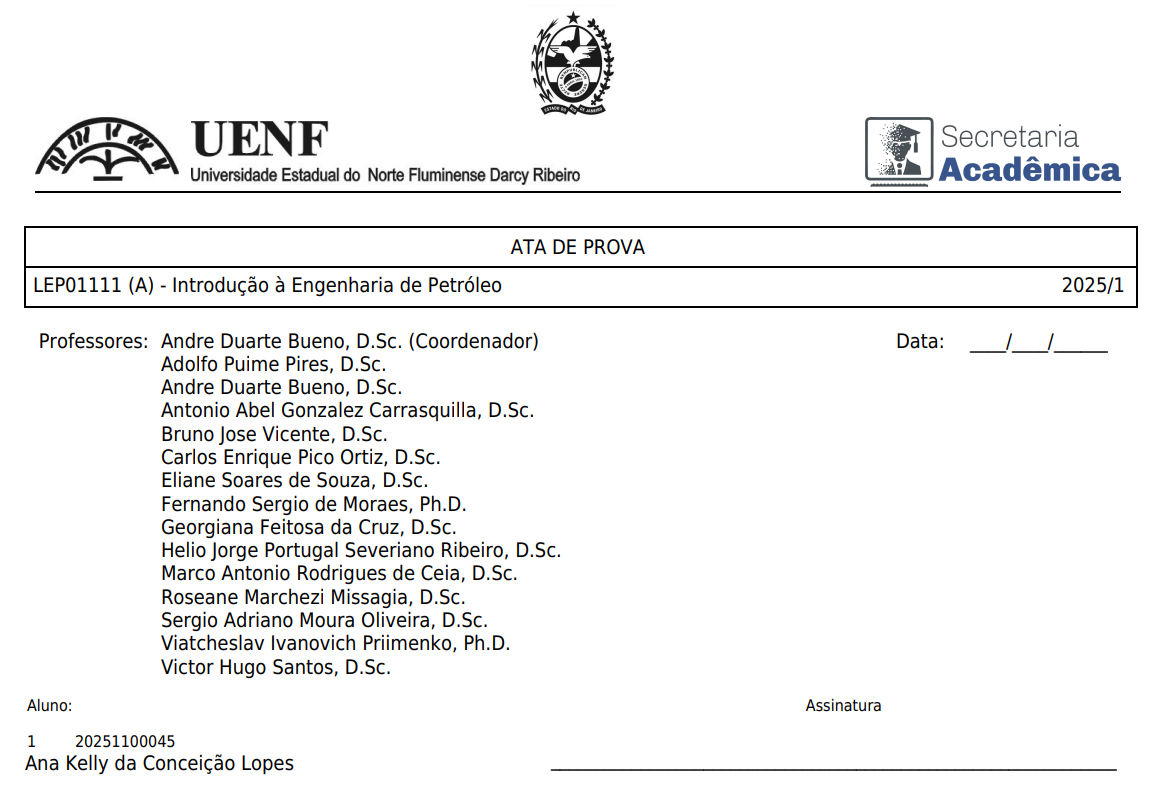 ESTADO DO RIO DE JANEIRO
UENF
Universidade Estadual do Norte Fluminense Darcy Ribeiro
Secretaria
Acadêmica
ATA DE PROVA
LEP01111 (A) - Introdução à Engenharia de Petróleo 2025/1
Professores: Andre Duarte Bueno, D.Sc. (Coordenador) Data: ____/____/______
Adolfo Puime Pires, D.Sc.
Andre Duarte Bueno, D.Sc.
Antonio Abel Gonzalez Carrasquilla, D.Sc.
Bruno Jose Vicente, D.Sc.
Carlos Enrique Pico Ortiz, D.Sc.
Eliane Soares de Souza, D.Sc.
Fernando Sergio de Moraes, Ph.D.
Georgiana Feitosa da Cruz, D.Sc.
Helio Jorge Portugal Severiano Ribeiro, D.Sc.
Marco Antonio Rodrigues de Ceia, D.Sc.
Roseane Marchezi Missagia, D.Sc.
Sergio Adriano Moura Oliveira, D.Sc.
Viatcheslav Ivanovich Priimenko, Ph.D.
Victor Hugo Santos, D.Sc.
Aluno: Assinatura
1 20251100045
Ana Kelly da Conceição Lopes